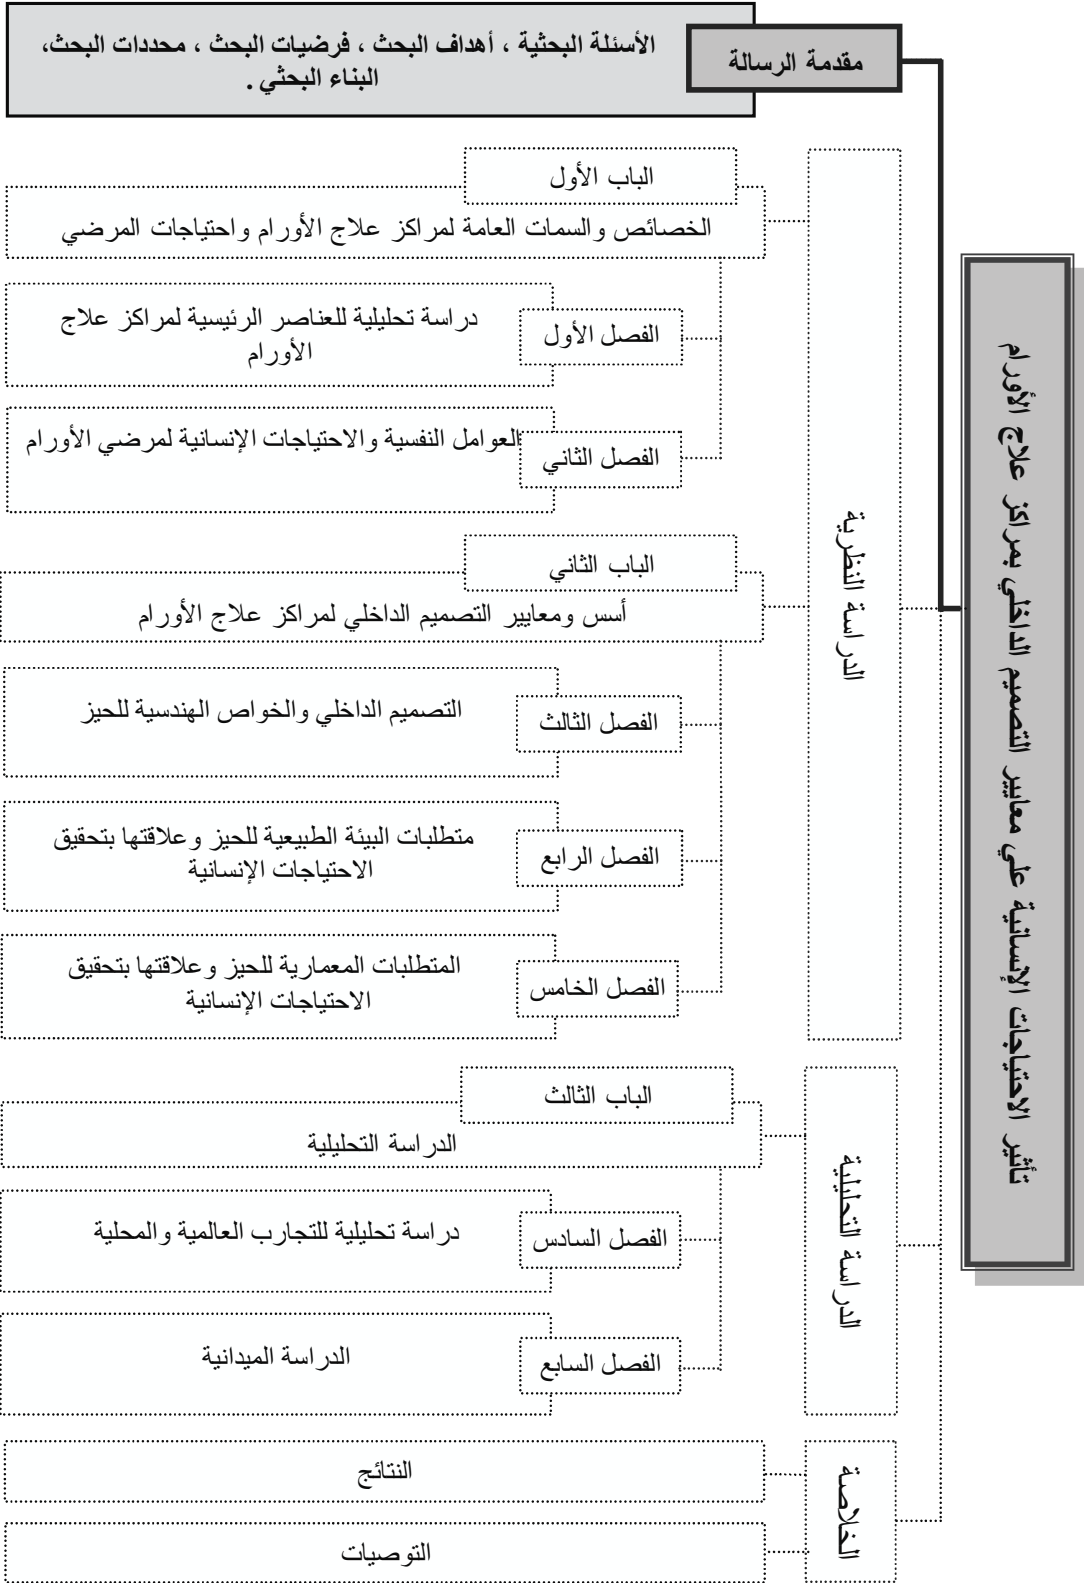 تأثير الاحتياجات الإنسانية علي معايير التصميم الداخلي بمراكز علاج الأورام
مقدمة الرسالة
الأسئلة البحثية ، أهداف البحث ، فرضيات البحث ، محددات البحث،
البناء البحثي .
الدراسة النظرية
الباب الأول
الخصائص والسمات العامة لمراكز علاج الأورام واحتياجات المرضي
الفصل الأول
دراسة تحليلية للعناصر الرئيسية لمراكز علاج
الأورام
الفصل الثاني
العوامل النفسية والاحتياجات الإنسانية لمرضي الأورام
الباب الثاني
أسس ومعايير التصميم الداخلي لمراكز علاج الأورام
الفصل الثالث
التصميم الداخلي والخواص الهندسية للحيز
الفصل الرابع
متطلبات البيئة الطبيعية للحيز وعلاقتها بتحقيق
الاحتياجات الإنسانية
الفصل الخامس
المتطلبات المعمارية للحيز وعلاقتها بتحقيق
الاحتياجات الإنسانية
الدراسة التحليلية
الباب الثالث
الدراسة التحليلية
الفصل السادس
دراسة تحليلية للتجارب العالمية والمحلية
الفصل السابع
الدراسة الميدانية
الخلاصة
النتائج
التوصيات